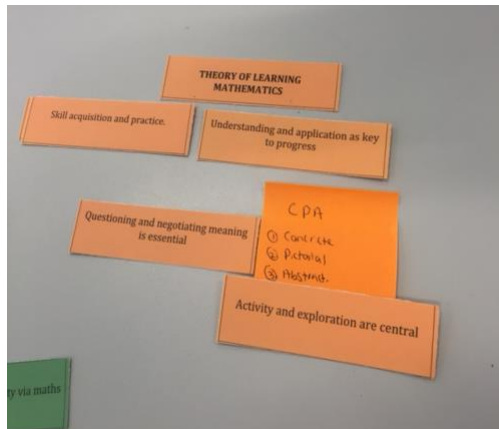 THEORY OF LEARNING
MATHEMATICS
Skill acquisition and practice.
Understanding and application as key
to progress
Questioning and negotiating meaning
is essential
CPA
① Concrete
② Pictorial
③ Abstract.
Activity and exploration are central
ty via maths